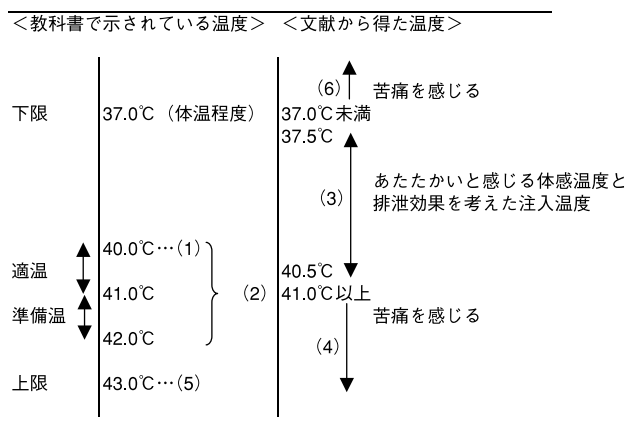 ＜教科書で示されている温度＞ ＜文献から得た温度＞
(6) 苦痛を感じる
下限 37.0℃（体温程度） 37.0℃未満
37.5℃
(3) あたたかいと感じる体感温度と
排泄効果を考えた注入温度
40.0℃…(1)
適温 40.5℃
41.0℃ (2) 41.0℃以上
準備温 苦痛を感じる
42.0℃ (4)
上限 43.0℃…(5)